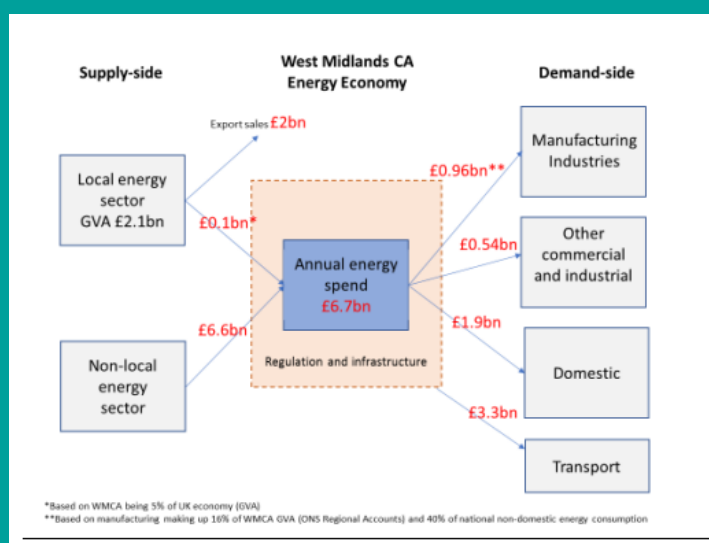 Supply-side
West Midlands CA
Energy Economy
Demand-side
Export sales £2bn
Local energy
sector
GVA £2.1bn
£0.1bn*
Non-local
energy
sector
£6.6bn
Annual energy
spend
£6.7bn
Regulation and infrastructure
£0.96bn**
Manufacturing
Industries
£0.54bn
Other
commercial
and industrial
£1.9bn
Domestic
£3.3bn
Transport
*Based on WMCA being 5% of UK economy (GVA)
**Based on manufacturing making up 16% of WMCA GVA (ONS Regional Accounts) and 40% of national non-domestic energy consumption